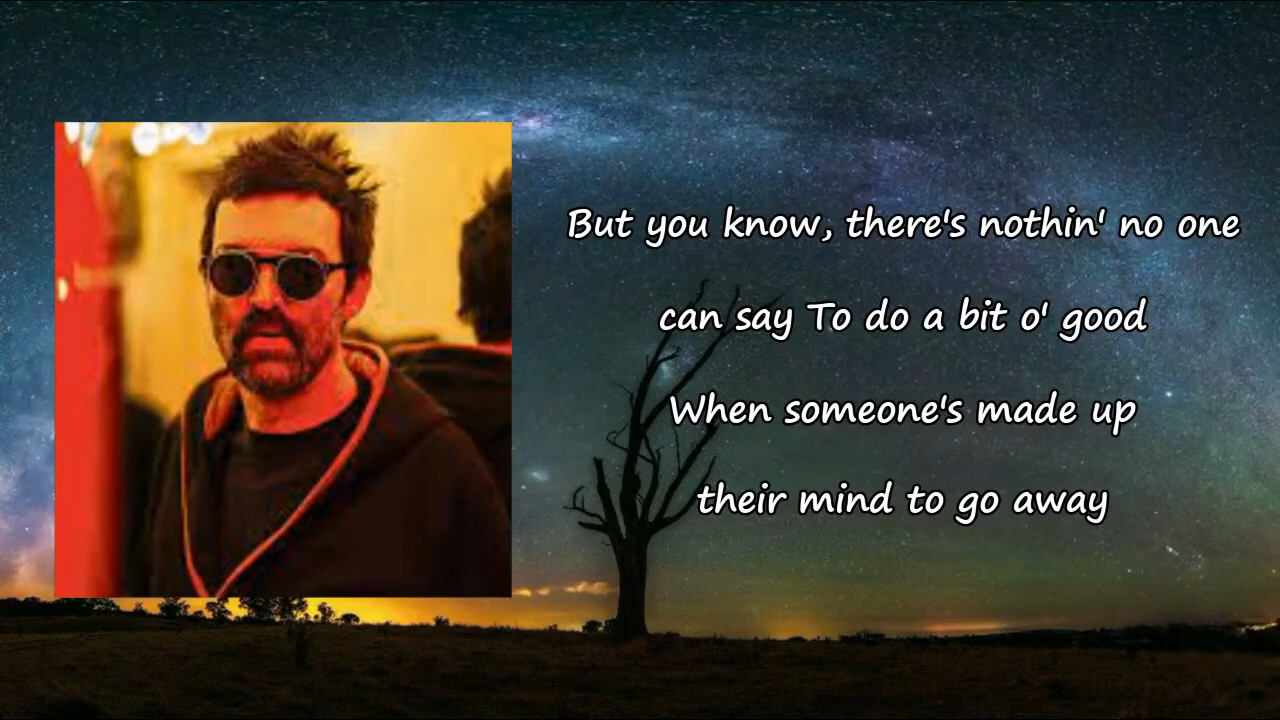 But you know, there's nothin' no one
can say To do a bit o' good
When someone's made up
their mind to go away